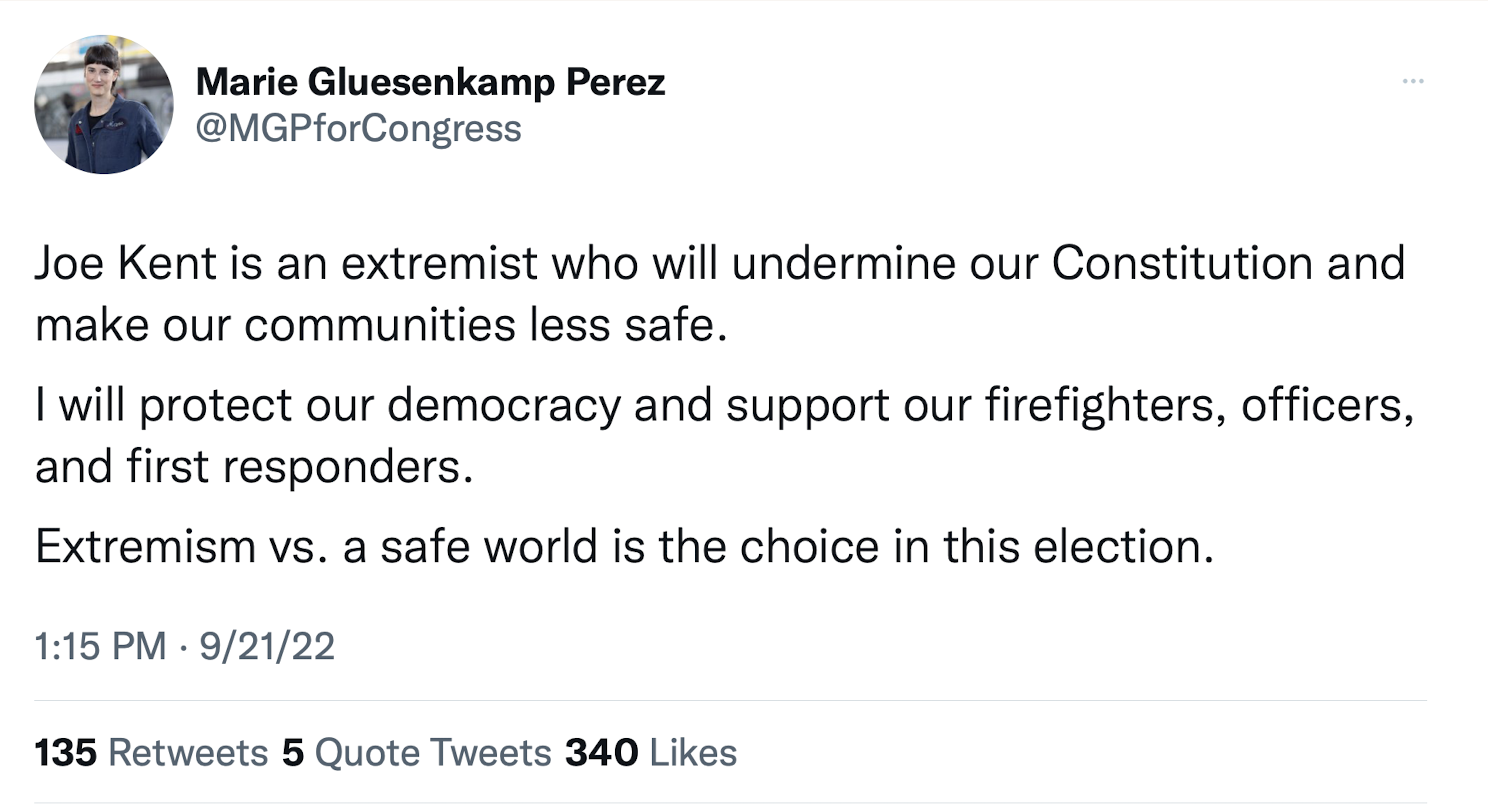 Marie Gluesenkamp Perez
@MGPforCongress
Joe Kent is an extremist who will undermine our Constitution and
make our communities less safe.
I will protect our democracy and support our firefighters, officers,
and first responders.
Extremism vs. a safe world is the choice in this election.
1:15 PM · 9/21/22
135 Retweets 5 Quote Tweets 340 Likes